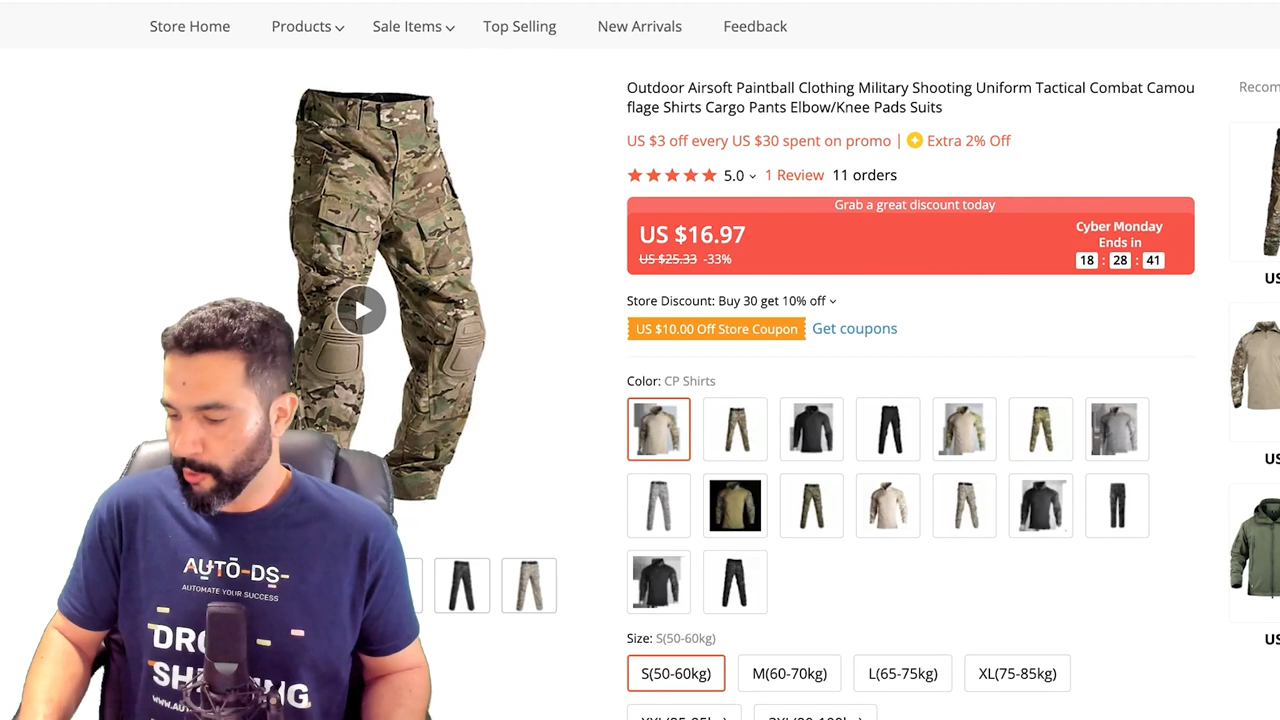 Store Home Products Sale Items Top Selling New Arrivals Feedback
Outdoor Airsoft Paintball Clothing Military Shooting Uniform Tactical Combat Camou
flage Shirts Cargo Pants Elbow/Knee Pads Suits
US $3 off every US $30 spent on promo | Extra 2% Off
5.0 1 Review 11 orders
Grab a great discount today
US $16.97
US $25.33 -33%
Cyber Monday
Ends in
18 : 28 : 41
Store Discount: Buy 30 get 10% off
US $10.00 Off Store Coupon Get coupons
Color: CP Shirts
Size: S(50-60kg)
S(50-60kg) M(60-70kg) L(65-75kg) XL(75-85kg)
AUTO-DS
AUTOMATE YOUR SUCCESS